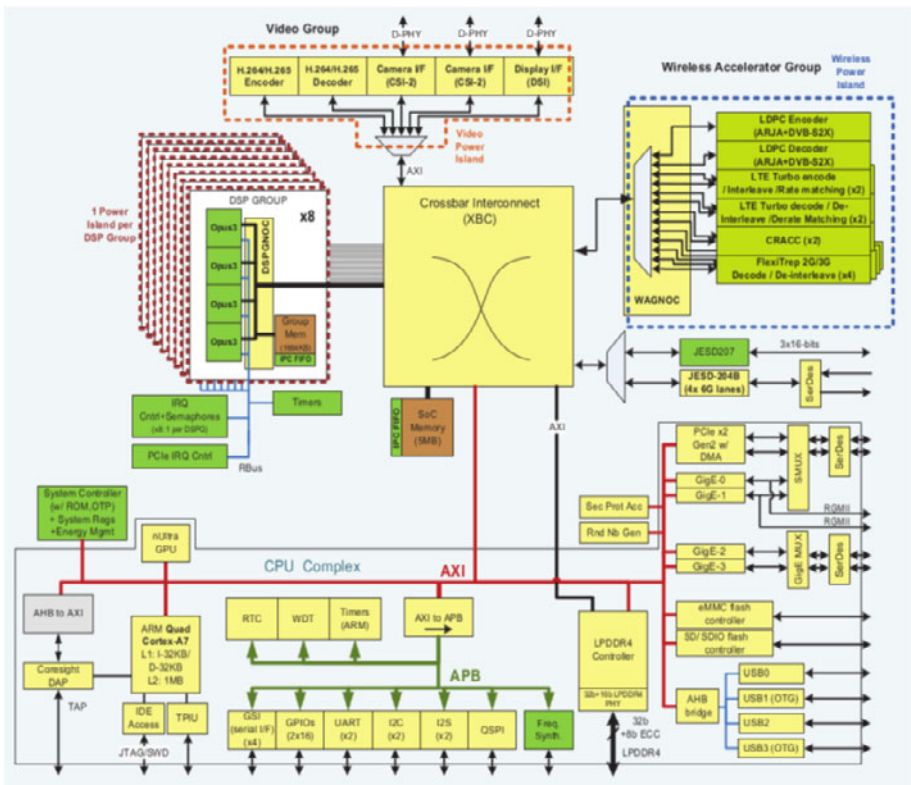 Video Group
D-PHY
D-PHY
D-PHY
H.264/H.265
Encoder
H.264/H.265
Decoder
Camera I/F
(CSI-2)
Camera I/F
(CSI-2)
Display I/F
(DSI)
Video
Power
Island
AXI
Wireless Accelerator Group
Wireless
Power
Island
LDPC Encoder
(ARJA+DVB-S2X)
LDPC Decoder
(ARJA+DVB-S2X)
LTE Turbo encode
/ Interleave /Rate matching (x2)
LTE Turbo decode / De-
Interleave /Derate Matching (x2)
CRACC (x2)
FlexiTrep 2G/3G
Decode / De-interleave (x4)
WAGNOC
1 Power
Island per
DSP Group
DSP GROUP
x8
Opus3
Opus3
Opus3
Opus3
DSPGNOC
Group
Mem
IPC FIFO
Crossbar Interconnect
(XBC)
IRQ
Cntrl+Semaphores
(x8 1 per DSPG)
Timers
PCIe IRQ Cntrl
RBus
IPC FIFO
SoC
Memory
(5MB)
AXI
JESD207
3x16-bits
JESD-204B
(4x 6G lanes)
SerDes
PCIe x2
Gen2 w/
DMA
GigE-0
GigE-1
SMUX
SerDes
RGMII
RGMII
Sec Prot Acc
Rnd Nb Gen
GigE-2
GigE-3
GigE MUX
SerDes
System Controller
(w/ ROM,OTP)
+ System Regs
+Energy Mgmt
nUltra
GPU
CPU Complex
AXI
AHB to AXI
ARM Quad
Cortex-A7
L1: I-32KB/
D-32KB
L2: 1MB
RTC
WDT
Timers
(ARM)
AXI to APB
LPDDR4
Controller
32b+16b LPDDRM
PHY
eMMC flash
controller
SD/ SDIO flash
controller
Coresight
DAP
TAP
IDE
Access
TPIU
JTAG/SWD
APB
GSI
(serial I/F)
(x4)
GPIOs
(2x16)
UART
(x2)
I2C
(x2)
I2S
(x2)
QSPI
Freq.
Synth.
32b
+8b ECC
LPDDR4
AHB
bridge
USB0
USB1 (OTG)
USB2
USB3 (OTG)